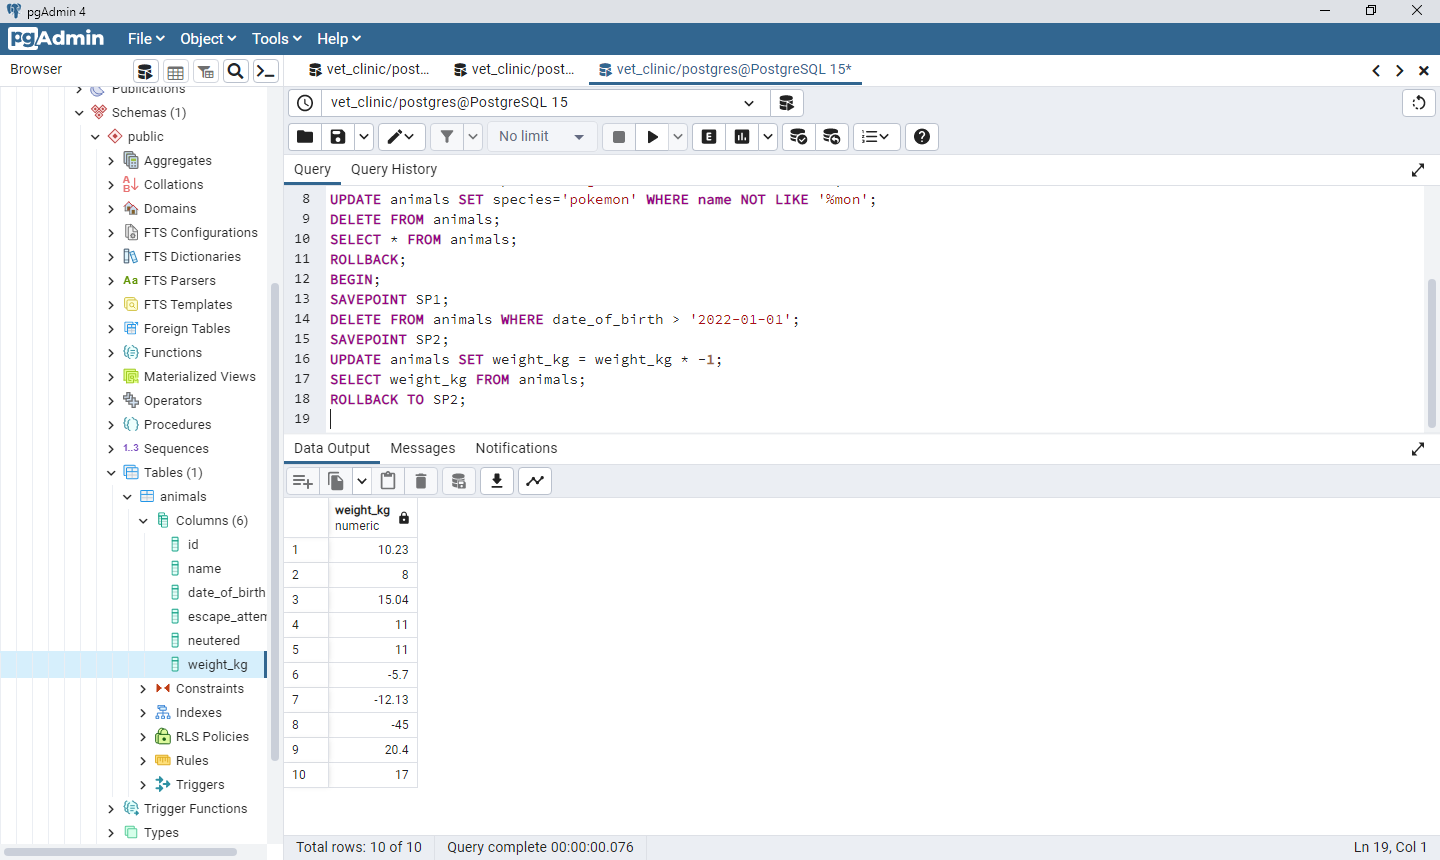 pgAdmin 4
pgAdmin File Object Tools Help
Browser
vet_clinic/post...
vet_clinic/post...
vet_clinic/postgres@PostgreSQL 15*
Publications
Schemas (1)
public
Aggregates
Collations
Domains
FTS Configurations
FTS Dictionaries
Aa FTS Parsers
FTS Templates
Foreign Tables
Functions
Materialized Views
Operators
Procedures
1..3 Sequences
Tables (1)
animals
Columns (6)
id
name
date_of_birth
escape_attem
neutered
weight_kg
Constraints
Indexes
RLS Policies
Rules
Triggers
Trigger Functions
Types
vet_clinic/postgres@PostgreSQL 15
No limit
E
Query Query History
8 UPDATE animals SET species='pokemon' WHERE name NOT LIKE '%mon';
9 DELETE FROM animals;
10 SELECT * FROM animals;
11 ROLLBACK;
12 BEGIN;
13 SAVEPOINT SP1;
14 DELETE FROM animals WHERE date_of_birth > '2022-01-01';
15 SAVEPOINT SP2;
16 UPDATE animals SET weight_kg = weight_kg * -1;
17 SELECT weight_kg FROM animals;
18 ROLLBACK TO SP2;
19
Data Output Messages Notifications
weight_kg
numeric
1 10.23
2 8
3 15.04
4 11
5 11
6 -5.7
7 -12.13
8 -45
9 20.4
10 17
Total rows: 10 of 10 Query complete 00:00:00.076 Ln 19, Col 1